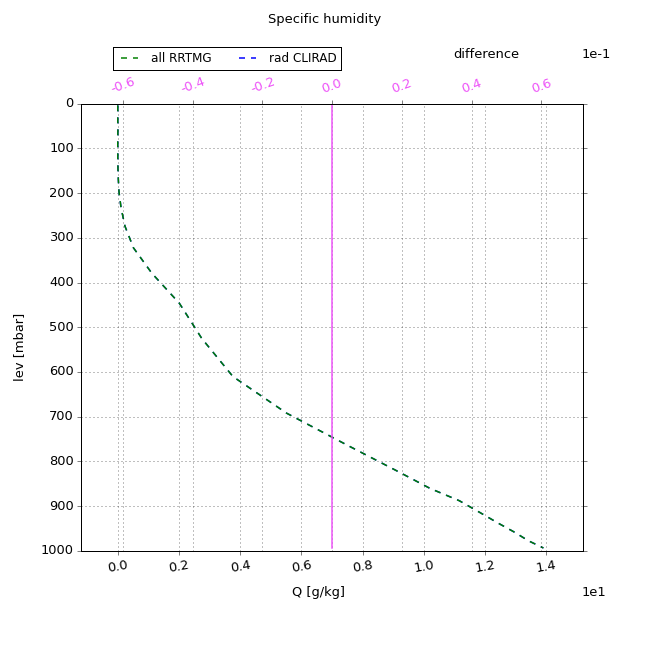 Specific humidity
all RRTMG rad CLIRAD difference 1e-1
-0.6 -0.4 -0.2 0.0 0.2 0.4 0.6
0
100
200
300
400
500
600
700
800
900
1000
lev [mbar]
0.0 0.2 0.4 0.6 0.8 1.0 1.2 1.4
Q [g/kg] 1e1